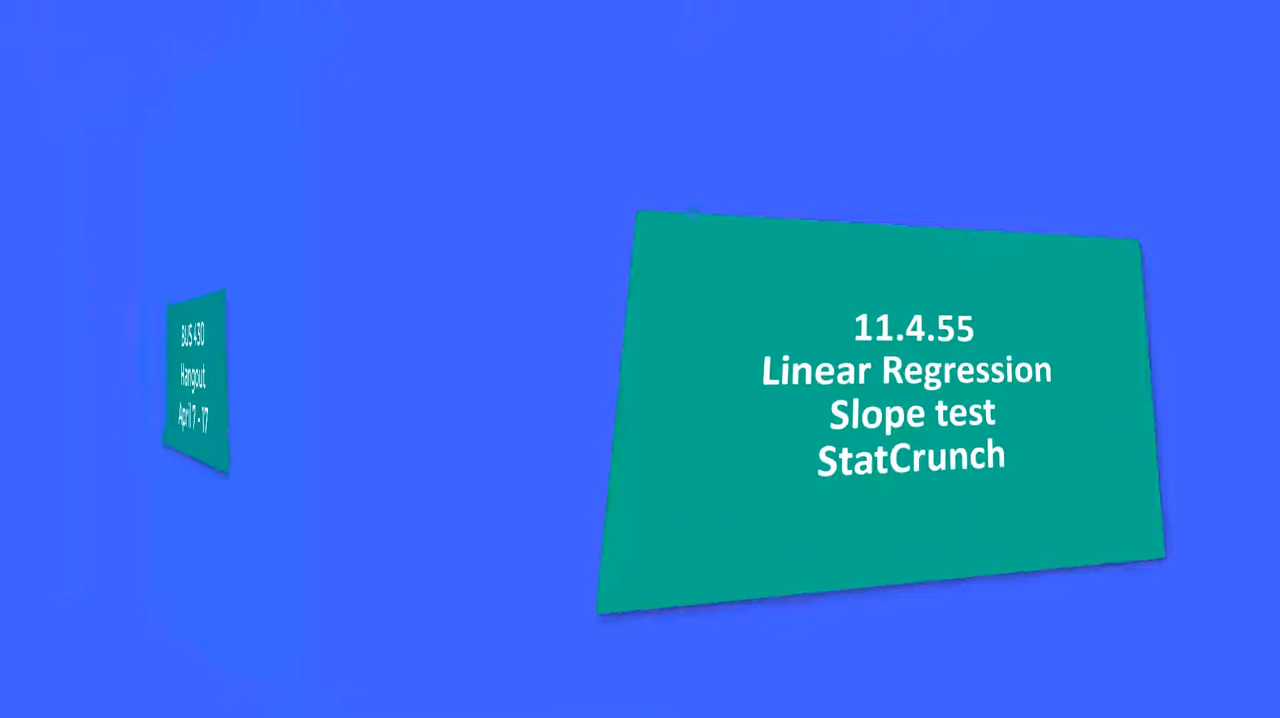 BUS 430
Hangout
April 7 - 17
11.4.55
Linear Regression
Slope test
StatCrunch